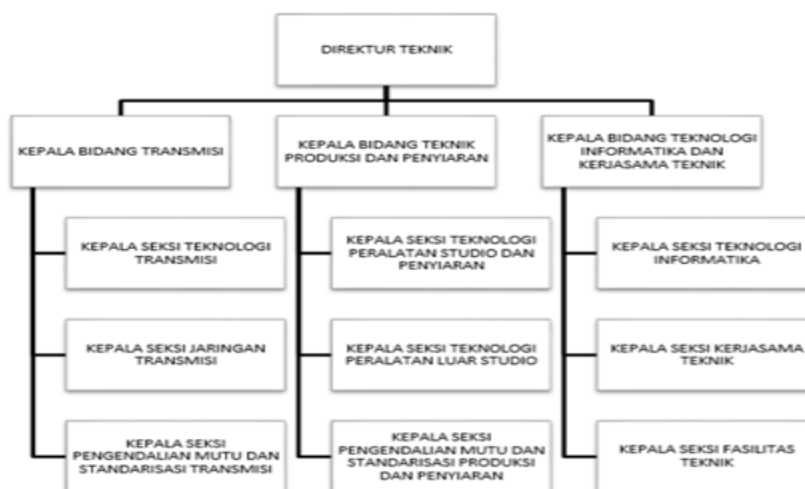 DIREKTUR TEKNIK
KEPALA BIDANG TRANSMISI
KEPALA BIDANG TEKNIK
PRODUKSI DAN PENYIARAN
KEPALA BIDANG TEKNOLOGI
INFORMATIKA DAN
KERJASAMA TEKNIK
KEPALA SEKSI TEKNOLOGI
TRANSMISI
KEPALA SEKSI JARINGAN
TRANSMISI
KEPALA SEKSI
PENGENDALIAN MUTU DAN
STANDARISASI TRANSMISI
KEPALA SEKSI TEKNOLOGI
PERALATAN STUDIO DAN
PENYIARAN
KEPALA SEKSI TEKNOLOGI
PERALATAN LUAR STUDIO
KEPALA SEKSI
PENGENDALIAN MUTU DAN
STANDARISASI PRODUKSI
DAN PENYIARAN
KEPALA SEKSI TEKNOLOGI
INFORMATIKA
KEPALA SEKSI KERJASAMA
TEKNIK
KEPALA SEKSI FASILITAS
TEKNIK